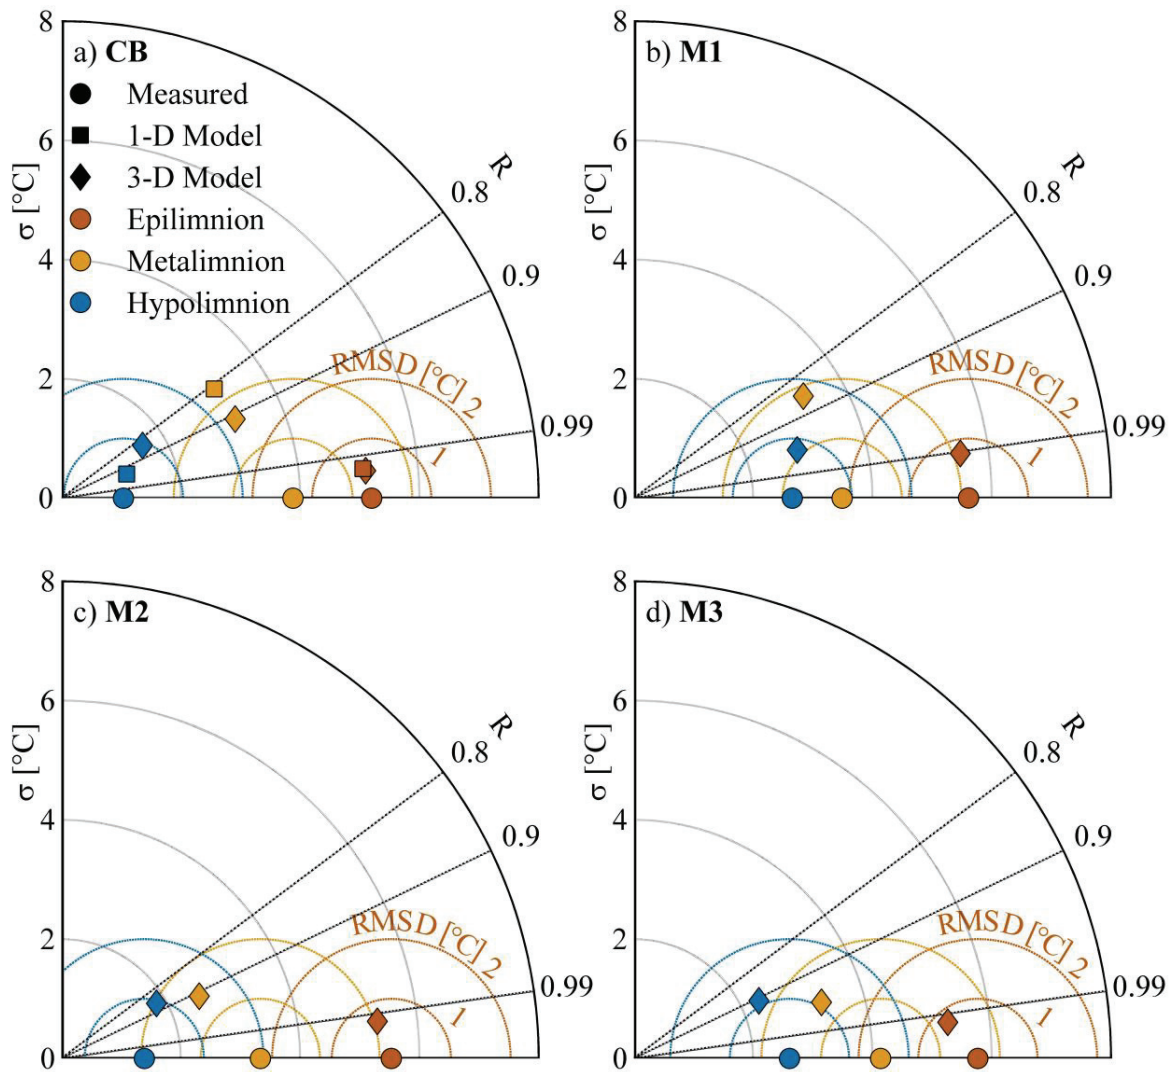 8
a) CB
Measured
1-D Model
3-D Model
Epilimnion
Metalimnion
Hypolimnion
6
4
2
0
σ [°C]
R
0.8
0.9
0.99
RMSD [°C] 2
1
8
b) M1
6
4
2
0
σ [°C]
R
0.8
0.9
0.99
RMSD [°C] 2
1
8
c) M2
6
4
2
0
σ [°C]
R
0.8
0.9
0.99
RMSD [°C] 2
1
8
d) M3
6
4
2
0
σ [°C]
R
0.8
0.9
0.99
RMSD [°C] 2
1